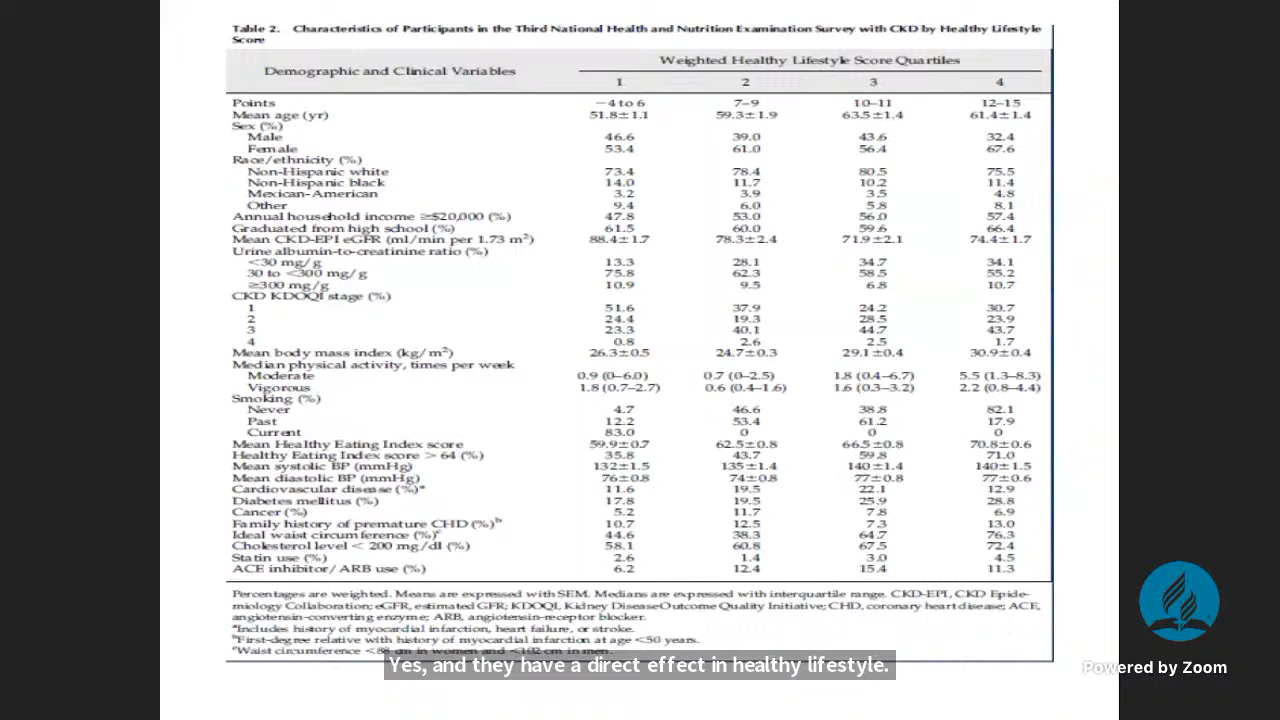 Table 2. Characteristics of Participants in the Third National Health and Nutrition Examination Survey with CKD by Healthy Lifestyle
Score
Demographic and Clinical Variables
Weighted Healthy Lifestyle Score Quartiles
1 2 3 4
Points −4 to 6 7–9 10–11 12–15
Mean age (yr) 51.8±1.1 59.3±1.9 63.5±1.4 61.4±1.4
Sex (%)
Male 46.6 39.0 43.6 32.4
Female 53.4 61.0 56.4 67.6
Race/ethnicity (%)
Non-Hispanic white 73.4 78.4 80.5 75.5
Non-Hispanic black 14.0 11.7 10.2 11.4
Mexican-American 3.2 3.9 3.5 4.8
Other 9.4 6.0 5.8 8.1
Annual household income ≥$20,000 (%) 47.8 53.0 56.0 57.4
Graduated from high school (%) 61.5 60.0 59.6 66.4
Mean CKD-EPI eGFR (ml/min per 1.73 m²) 88.4±1.7 78.3±2.4 71.9±2.1 74.4±1.7
Urine albumin-to-creatinine ratio (%)
<30 mg/g 13.3 28.1 34.7 34.1
30 to <300 mg/g 75.8 62.3 58.5 55.2
≥300 mg/g 10.9 9.5 6.8 10.7
CKD KDOQI stage (%)
1 51.6 37.9 24.2 30.7
2 24.4 19.3 28.5 23.9
3 23.3 40.1 44.7 43.7
4 0.8 2.6 2.5 1.7
Mean body mass index (kg/m²) 26.3±0.5 24.7±0.3 29.1±0.4 30.9±0.4
Median physical activity, times per week
Moderate 0.9 (0–6.0) 0.7 (0–2.5) 1.8 (0.4–6.7) 5.5 (1.3–8.3)
Vigorous 1.8 (0.7–2.7) 0.6 (0.4–1.6) 1.6 (0.3–3.2) 2.2 (0.8–4.4)
Smoking (%)
Never 4.7 46.6 38.8 82.1
Past 12.2 53.4 61.2 17.9
Current 83.0 0 0 0
Mean Healthy Eating Index score 59.9±0.7 62.5±0.8 66.5±0.8 70.8±0.6
Healthy Eating Index score > 64 (%) 35.8 43.7 59.8 71.0
Mean systolic BP (mmHg) 132±1.5 135±1.4 140±1.4 140±1.5
Mean diastolic BP (mmHg) 76±0.8 74±0.8 77±0.8 77±0.6
Cardiovascular disease (%)ᵃ 11.6 19.5 22.1 12.9
Diabetes mellitus (%) 17.8 19.5 25.9 28.8
Cancer (%) 5.2 11.7 7.8 6.9
Family history of premature CHD (%)ᵇ 10.7 12.5 7.3 13.0
Ideal waist circumference (%)ᶜ 44.6 38.3 64.7 76.3
Cholesterol level < 200 mg/dl (%) 58.1 60.8 67.5 72.4
Statin use (%) 2.6 1.4 3.0 4.5
ACE inhibitor/ARB use (%) 6.2 12.4 15.4 11.3
Percentages are weighted. Means are expressed with SEM. Medians are expressed with interquartile range. CKD-EPI, CKD Epide-
miology Collaboration; eGFR, estimated GFR; KDOQI, Kidney Disease Outcome Quality Initiative; CHD, coronary heart disease; ACE,
angiotensin-converting enzyme; ARB, angiotensin-receptor blocker.
ᵃIncludes history of myocardial infarction, heart failure, or stroke.
ᵇFirst-degree relative with history of myocardial infarction at age <50 years.
ᶜWaist circumference <88 cm in women and <102 cm in men.
Yes, and they have a direct effect in healthy lifestyle.
Powered by Zoom